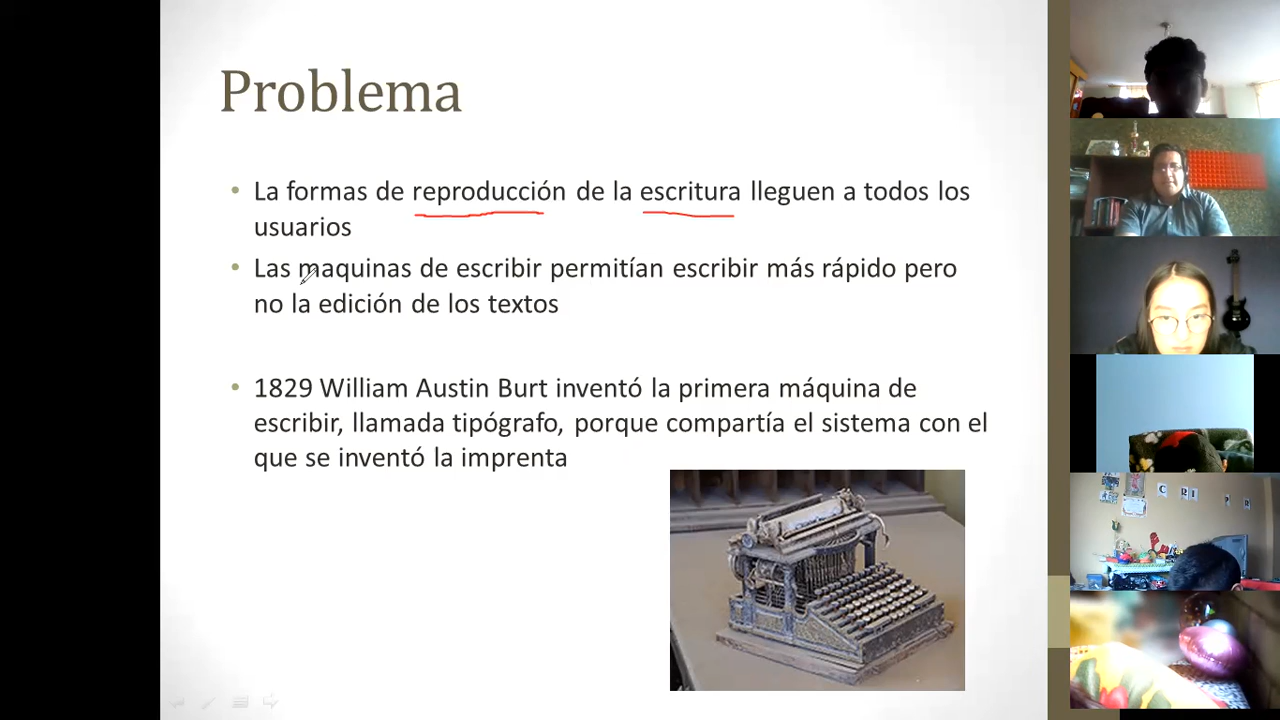 Problema
• La formas de reproducción de la escritura lleguen a todos los
usuarios
• Las maquinas de escribir permitían escribir más rápido pero
no la edición de los textos
• 1829 William Austin Burt inventó la primera máquina de
escribir, llamada tipógrafo, porque compartía el sistema con el
que se inventó la imprenta